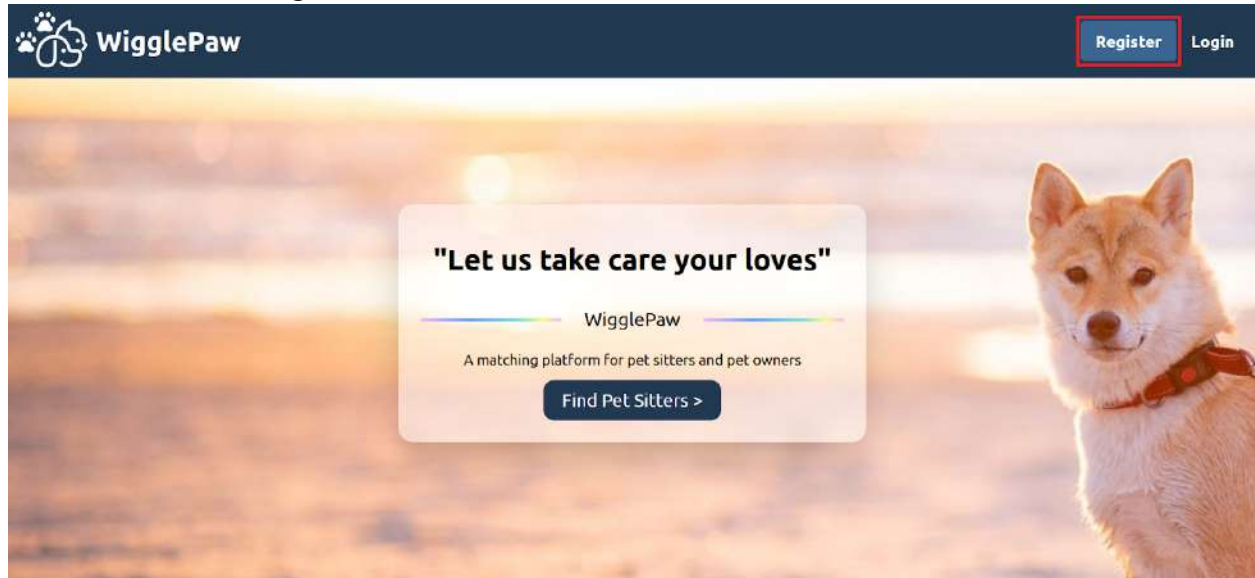 WigglePaw
Register
Login
"Let us take care your loves"
WigglePaw
A matching platform for pet sitters and pet owners
Find Pet Sitters >